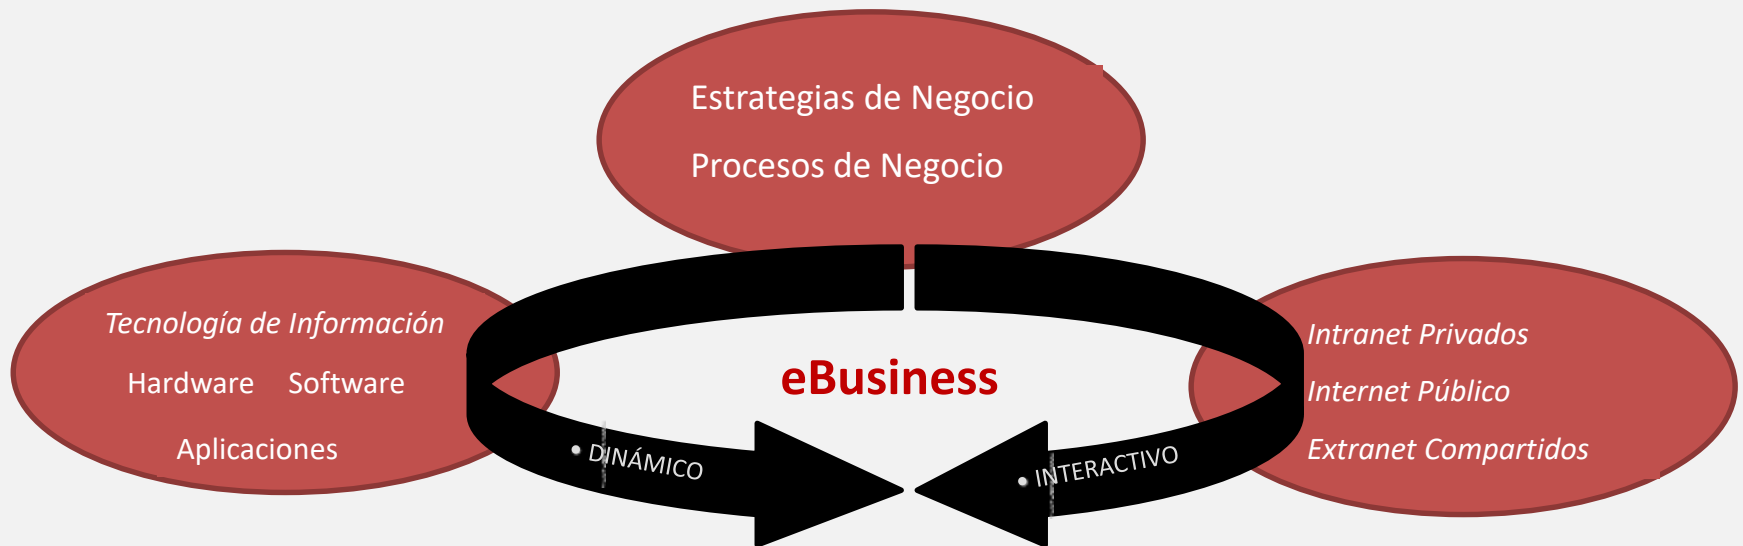 Estrategias de Negocio
Procesos de Negocio
Tecnología de Información
Hardware Software
Aplicaciones
eBusiness
Intranet Privados
Internet Público
Extranet Compartidos
• DINÁMICO
• INTERACTIVO